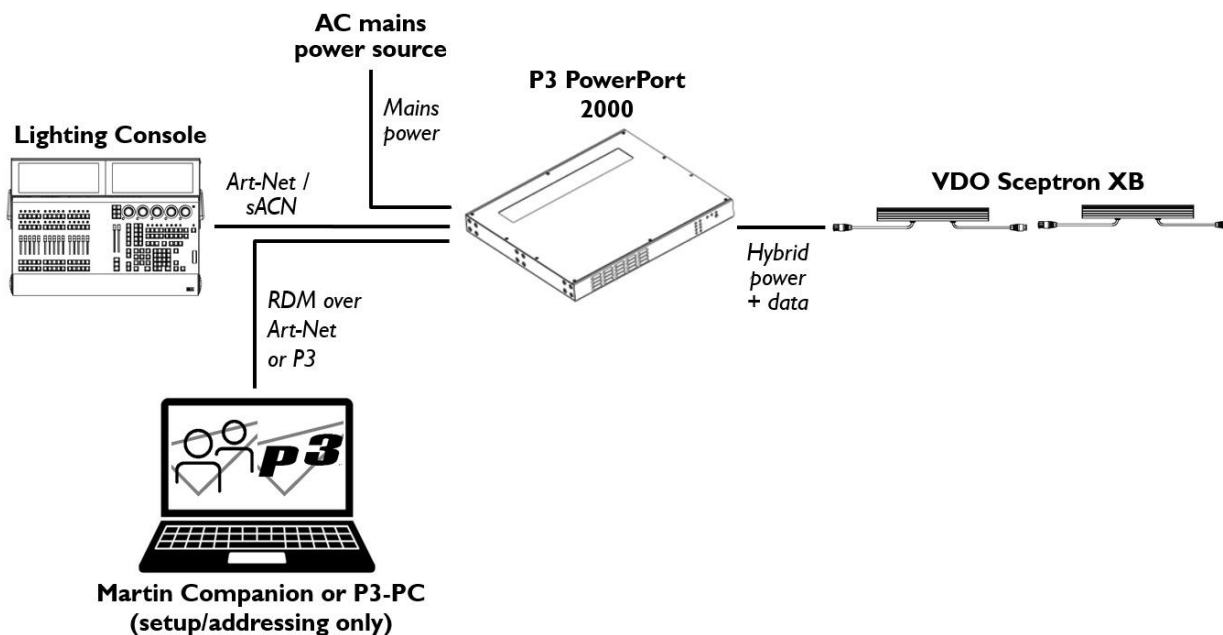 AC mains
power source
P3 PowerPort
2000
Mains
power
Lighting Console
Art-Net /
sACN
VDO Sceptron XB
Hybrid
power
+ data
RDM over
Art-Net
or P3
P3
Martin Companion or P3-PC
(setup/addressing only)